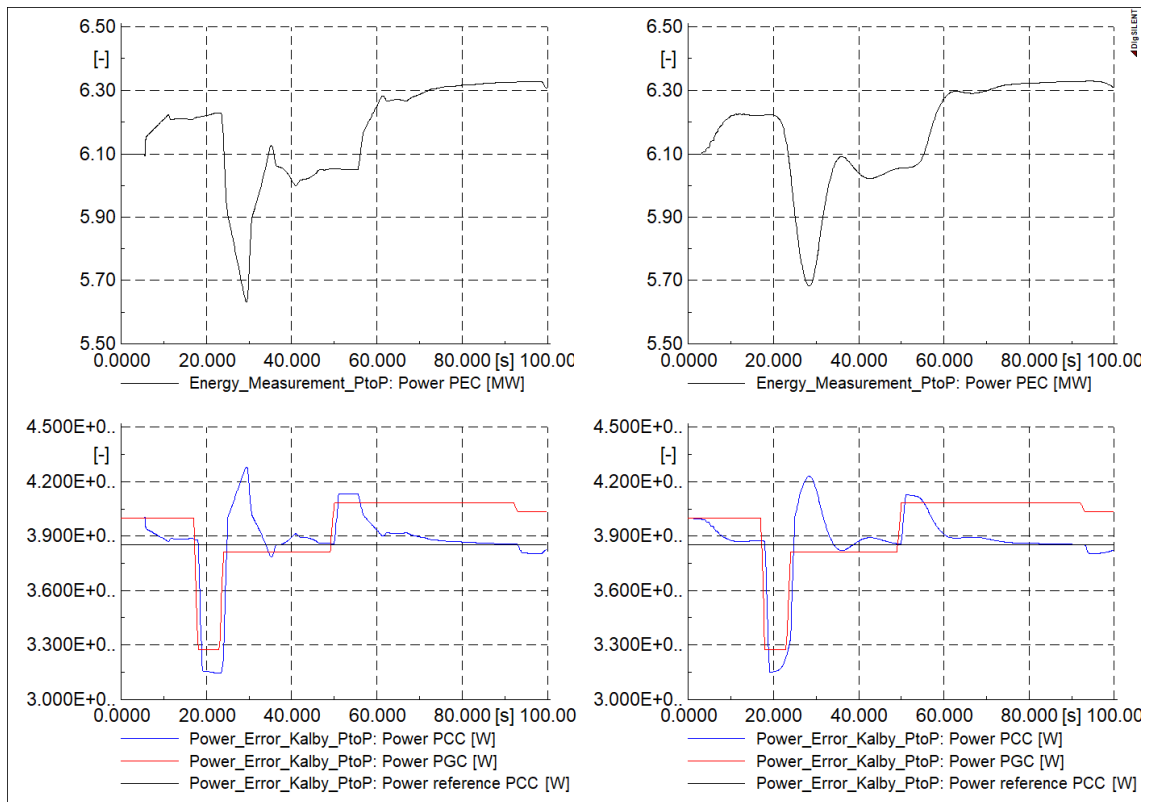 6.50
[-]
6.30
6.10
5.90
5.70
5.50
0.0000 20.000 40.000 60.000 80.000 [s] 100.00
Energy_Measurement_PtoP: Power PEC [MW]
6.50
[-]
6.30
6.10
5.90
5.70
5.50
0.0000 20.000 40.000 60.000 80.000 [s] 100.00
Energy_Measurement_PtoP: Power PEC [MW]
DIgSILENT
4.500E+0..
[-]
4.200E+0..
3.900E+0..
3.600E+0..
3.300E+0..
3.000E+0..
0.0000 20.000 40.000 60.000 80.000 [s] 100.00
Power_Error_Kalby_PtoP: Power PCC [W]
Power_Error_Kalby_PtoP: Power PGC [W]
Power_Error_Kalby_PtoP: Power reference PCC [W]
4.500E+0..
[-]
4.200E+0..
3.900E+0..
3.600E+0..
3.300E+0..
3.000E+0..
0.0000 20.000 40.000 60.000 80.000 [s] 100.00
Power_Error_Kalby_PtoP: Power PCC [W]
Power_Error_Kalby_PtoP: Power PGC [W]
Power_Error_Kalby_PtoP: Power reference PCC [W]